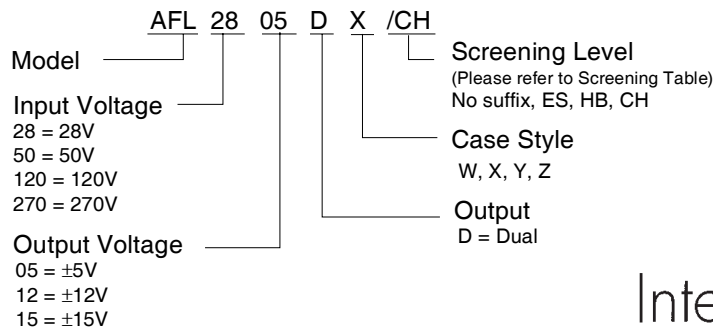 AFL 28 05 D X /CH
Model
Input Voltage
28 = 28V
50 = 50V
120 = 120V
270 = 270V
Output Voltage
05 = ±5V
12 = ±12V
15 = ±15V
Screening Level
(Please refer to Screening Table)
No suffix, ES, HB, CH
Case Style
W, X, Y, Z
Output
D = Dual